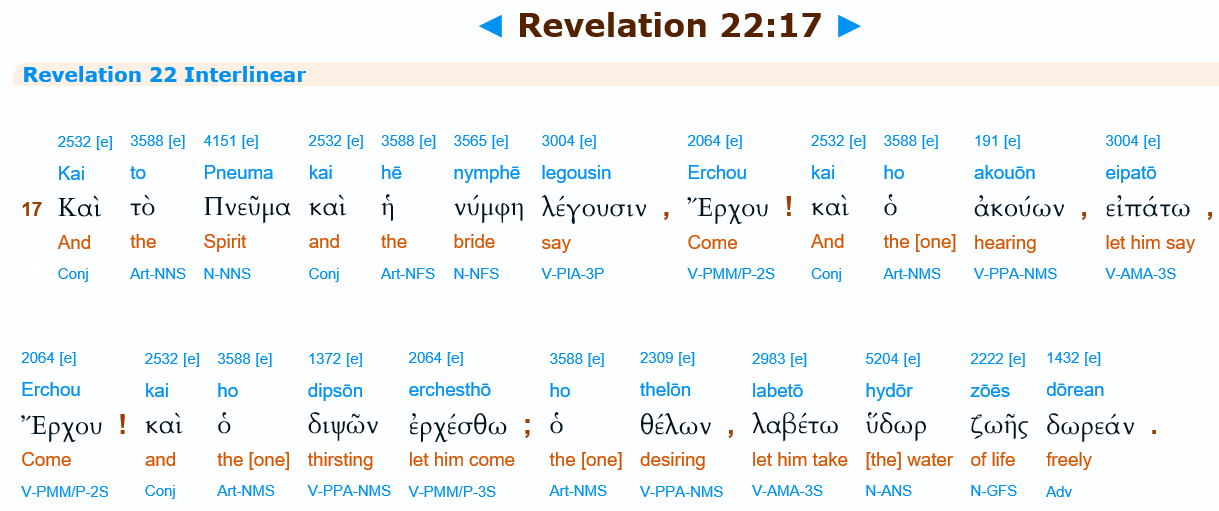 ◄ Revelation 22:17 ►
Revelation 22 Interlinear
2532 [e] 3588 [e] 4151 [e] 2532 [e] 3588 [e] 3565 [e] 3004 [e] 2064 [e] 2532 [e] 3588 [e] 191 [e] 3004 [e]
Kai to Pneuma kai hē nymphē legousin Erchou kai ho akouōn eipatō
17 Καὶ τὸ Πνεῦμα καὶ ἡ νύμφη λέγουσιν , Ἔρχου ! καὶ ὁ ἀκούων , εἰπάτω ,
And the Spirit and the bride say Come And the [one] hearing let him say
Conj Art-NNS N-NNS Conj Art-NFS N-NFS V-PIA-3P V-PMM/P-2S Conj Art-NMS V-PPA-NMS V-AMA-3S
2064 [e] 2532 [e] 3588 [e] 1372 [e] 2064 [e] 3588 [e] 2309 [e] 2983 [e] 5204 [e] 2222 [e] 1432 [e]
Erchou kai ho dipsōn erchesthō ho thelōn labetō hydōr zōēs dōrean
Ἔρχου ! καὶ ὁ διψῶν ἐρχέσθω ; ὁ θέλων , λαβέτω ὕδωρ ζωῆς δωρεάν .
Come and the [one] thirsting let him come the [one] desiring let him take [the] water of life freely
V-PMM/P-2S Conj Art-NMS V-PPA-NMS V-PMM/P-3S Art-NMS V-PPA-NMS V-AMA-3S N-ANS N-GFS Adv